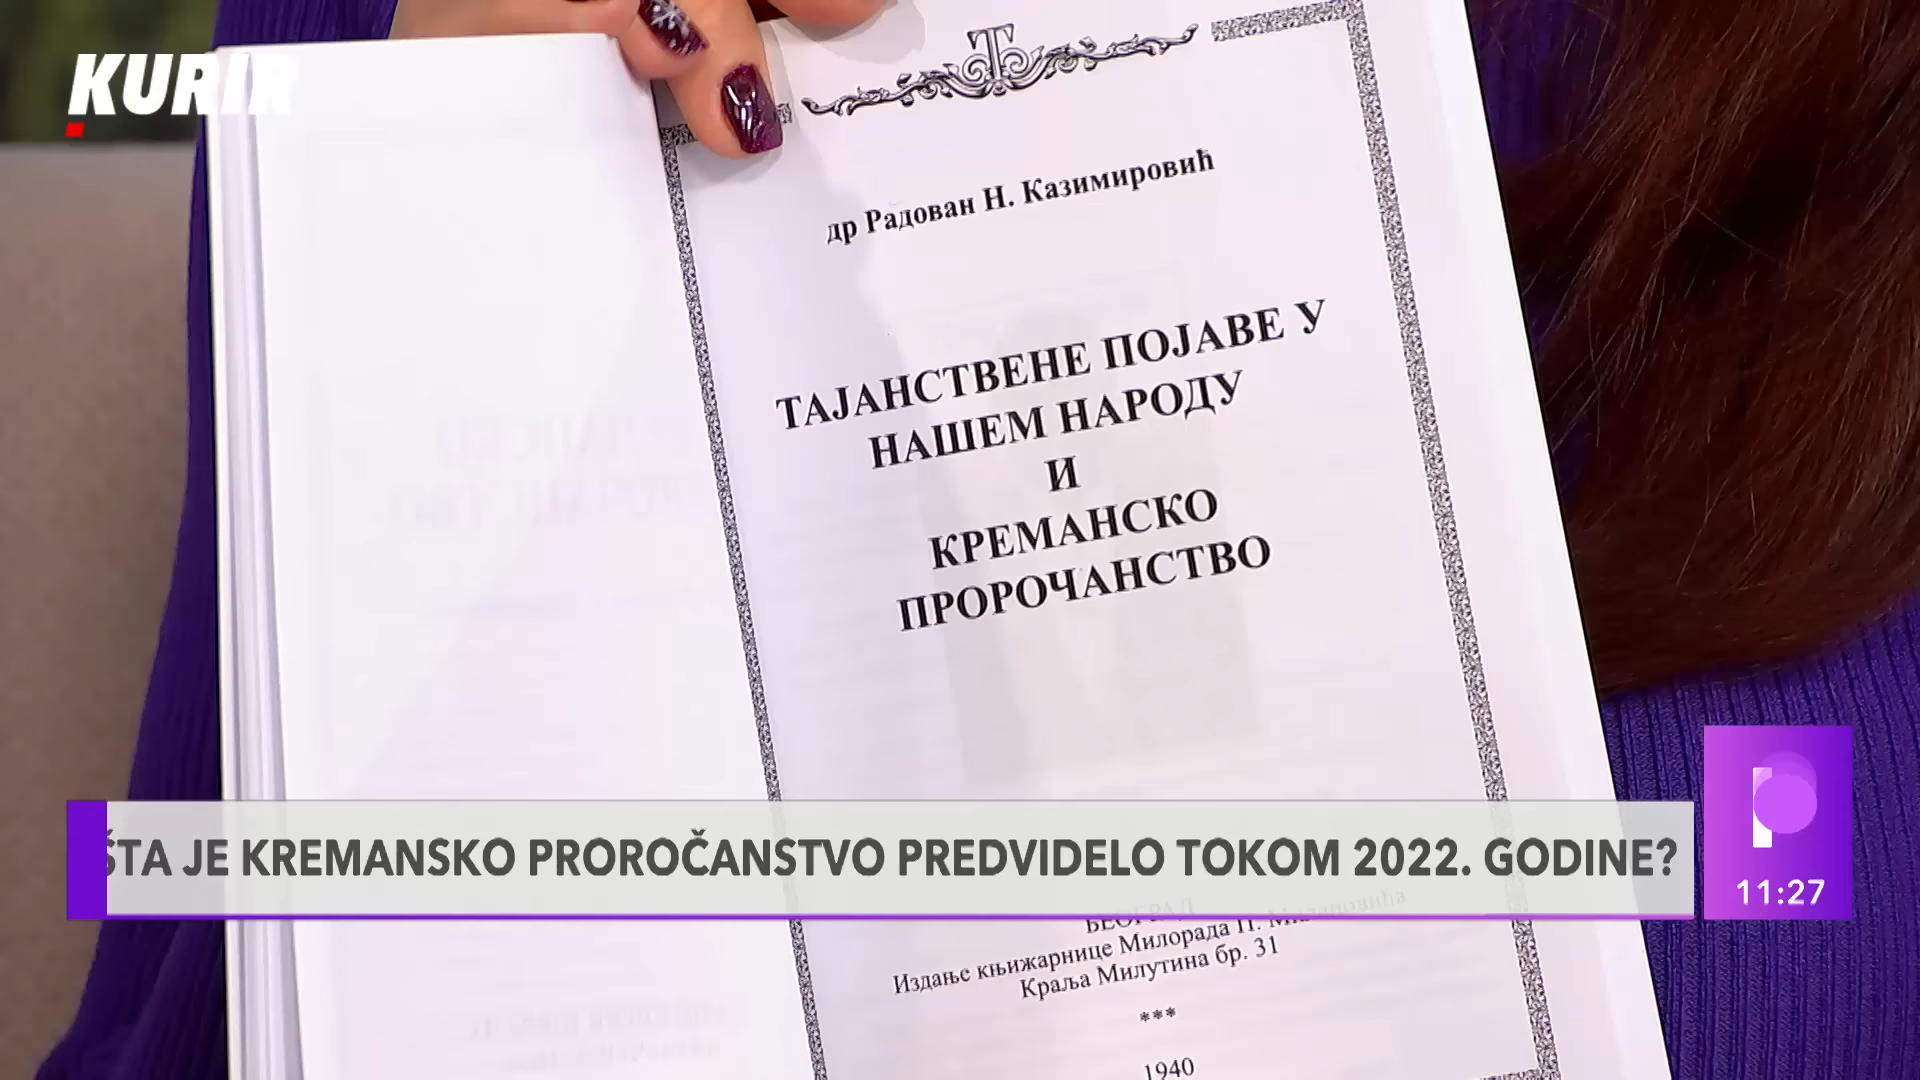 KURIR
др Радован Н. Казимировић
ТАЈАНСТВЕНЕ ПОЈАВЕ У
НАШЕМ НАРОДУ
И
КРЕМАНСКО
ПРОРОЧАНСТВО
ŠTA JE KREMANSKO PROROČANSTVO PREDVIDELO TOKOM 2022. GODINE?
11:27
БЕОГРАД
Издање књижарнице Милорада П.
Краља Милутина бр. 31
***
1940